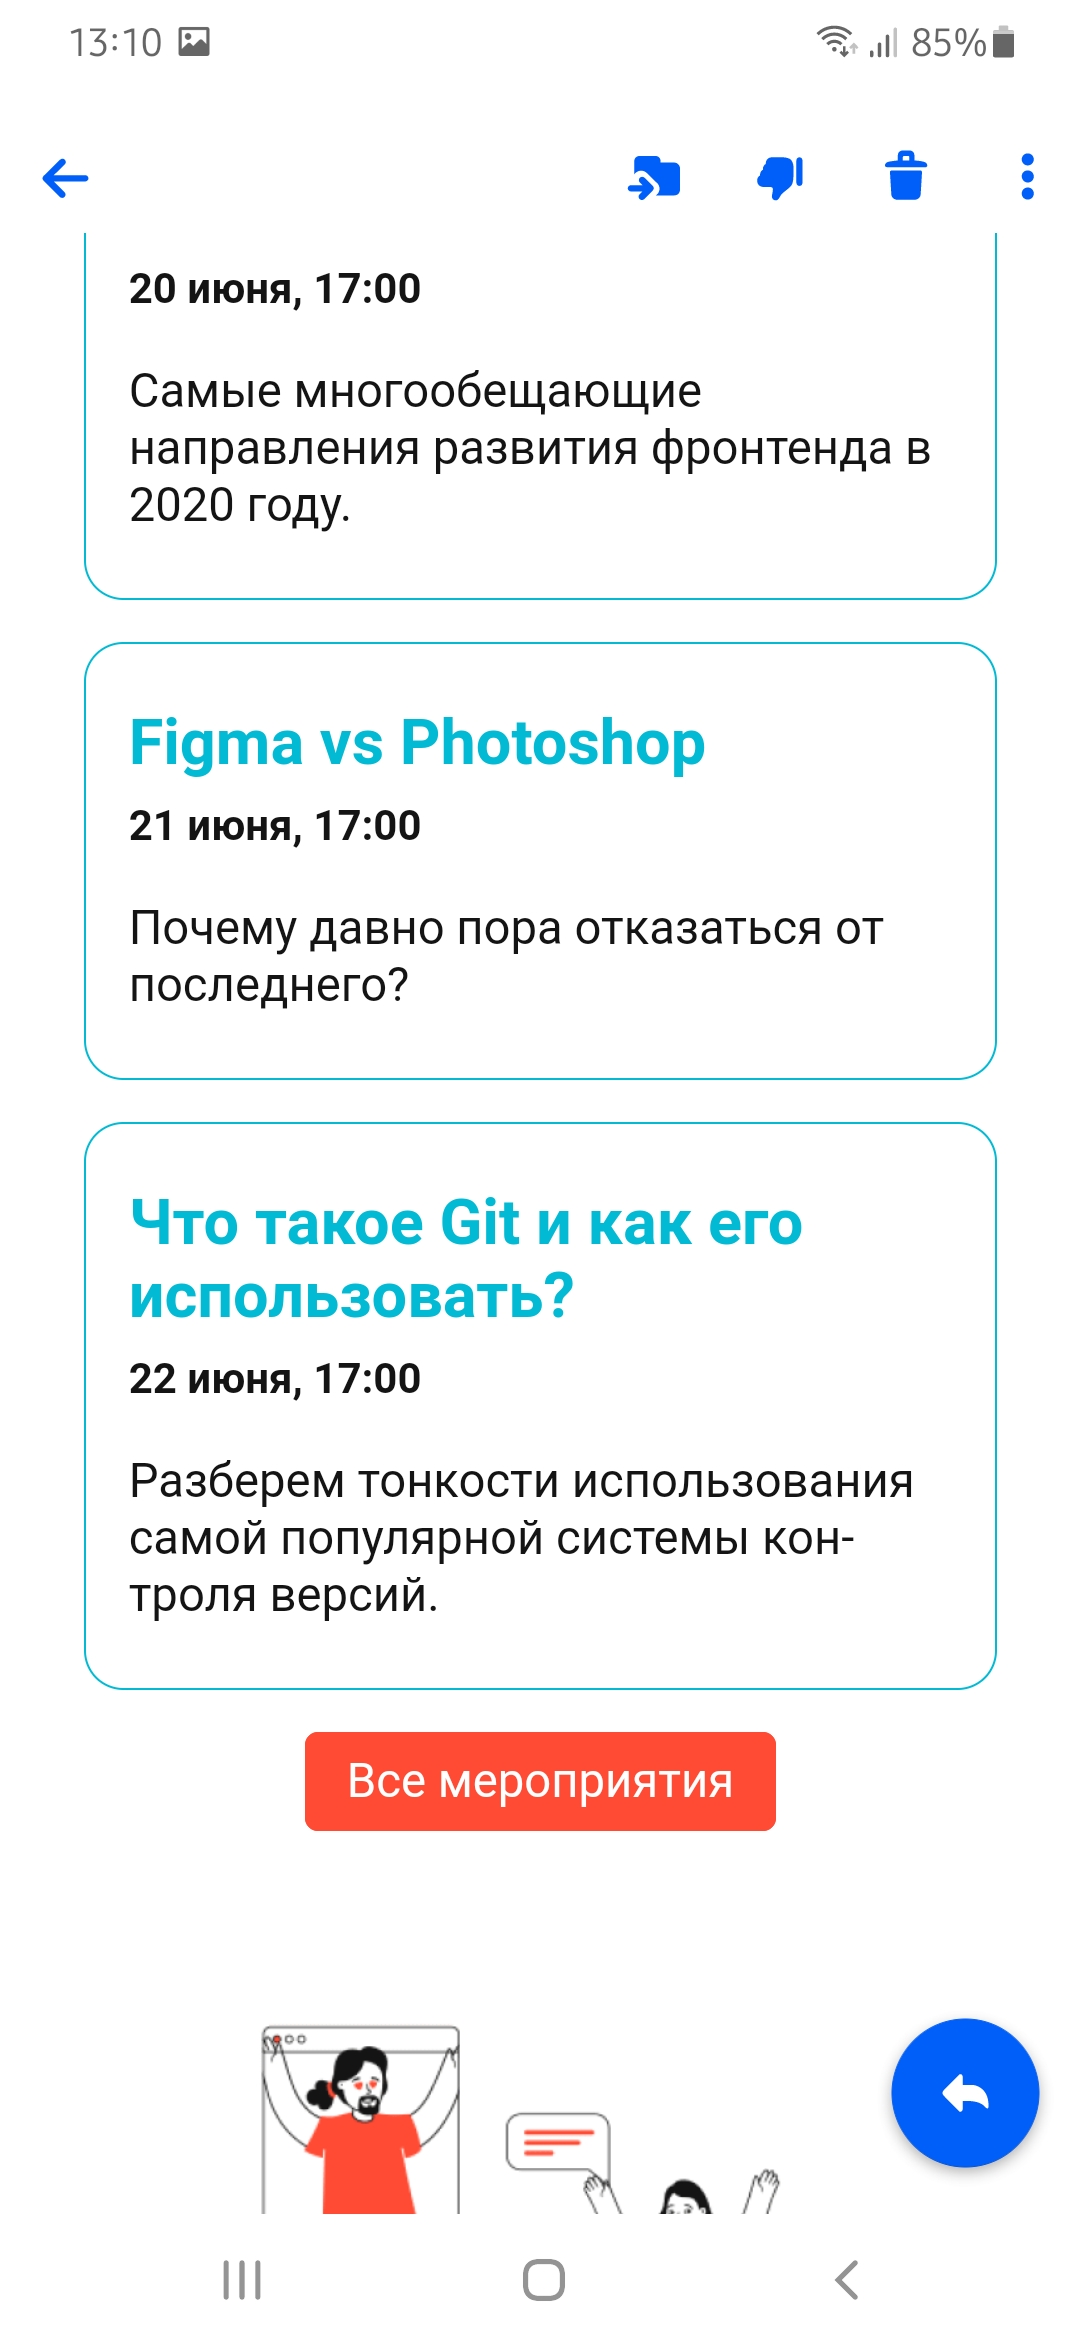 13:10
85%
20 июня, 17:00
Самые многообещающие
направления развития фронтенда в
2020 году.
Figma vs Photoshop
21 июня, 17:00
Почему давно пора отказаться от
последнего?
Что такое Git и как его
использовать?
22 июня, 17:00
Разберем тонкости использования
самой популярной системы кон-
троля версий.
Все мероприятия